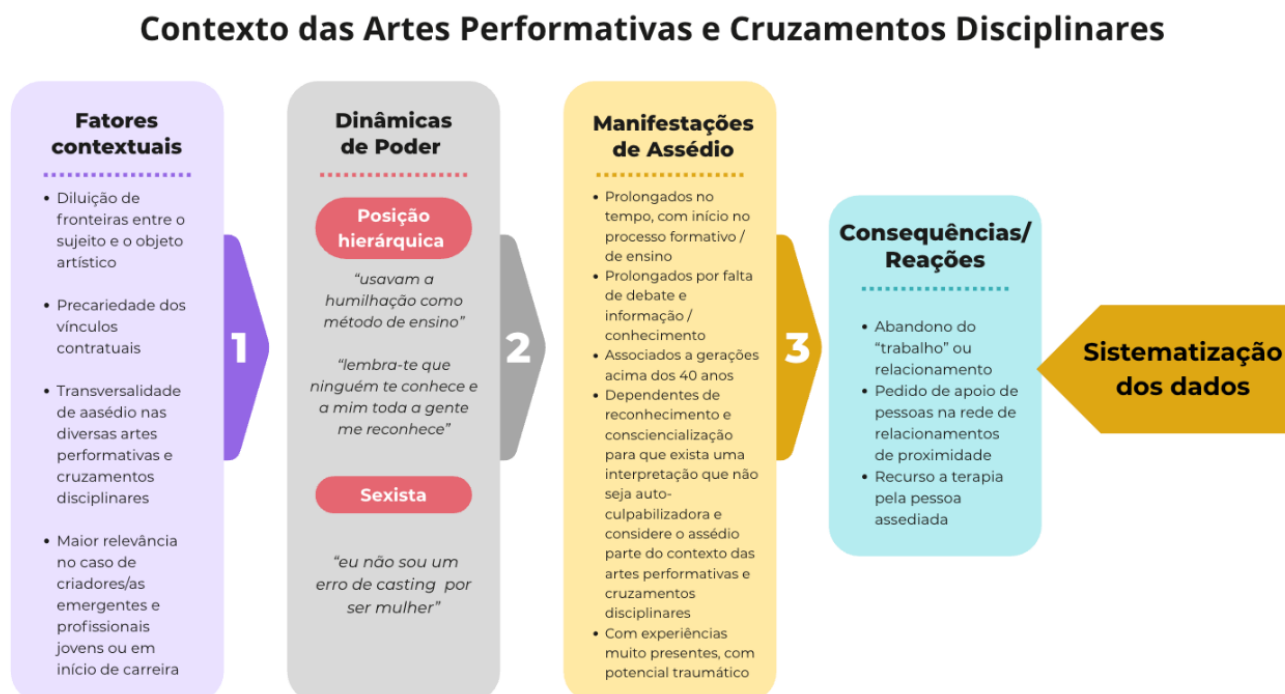 Contexto das Artes Performativas e Cruzamentos Disciplinares
Fatores
contextuais
• Diluição de
fronteiras entre o
sujeito e o objeto
artístico
• Precariedade dos
vínculos
contratuais
• Transversalidade
de aasédio nas
diversas artes
performativas e
cruzamentos
disciplinares
• Maior relevância
no caso de
criadores/as
emergentes e
profissionais
jovens ou em
início de carreira
1
Dinâmicas
de Poder
Posição
hierárquica
“usavam a
humilhação como
método de ensino”
“lembra-te que
ninguém te conhece e
a mim toda a gente
me reconhece”
Sexista
“eu não sou um
erro de casting por
ser mulher”
2
Manifestações
de Assédio
• Prolongados no
tempo, com início no
processo formativo /
de ensino
• Prolongados por falta
de debate e
informação /
conhecimento
• Associados a gerações
acima dos 40 anos
• Dependentes de
reconhecimento e
consciencialização
para que exista uma
interpretação que não
seja auto-
culpabilizadora e
considere o assédio
parte do contexto das
artes performativas e
cruzamentos
disciplinares
• Com experiências
muito presentes, com
potencial traumático
3
Consequências/
Reações
• Abandono do
“trabalho” ou
relacionamento
• Pedido de apoio de
pessoas na rede de
relacionamentos
de proximidade
• Recurso a terapia
pela pessoa
assediada
Sistematização
dos dados